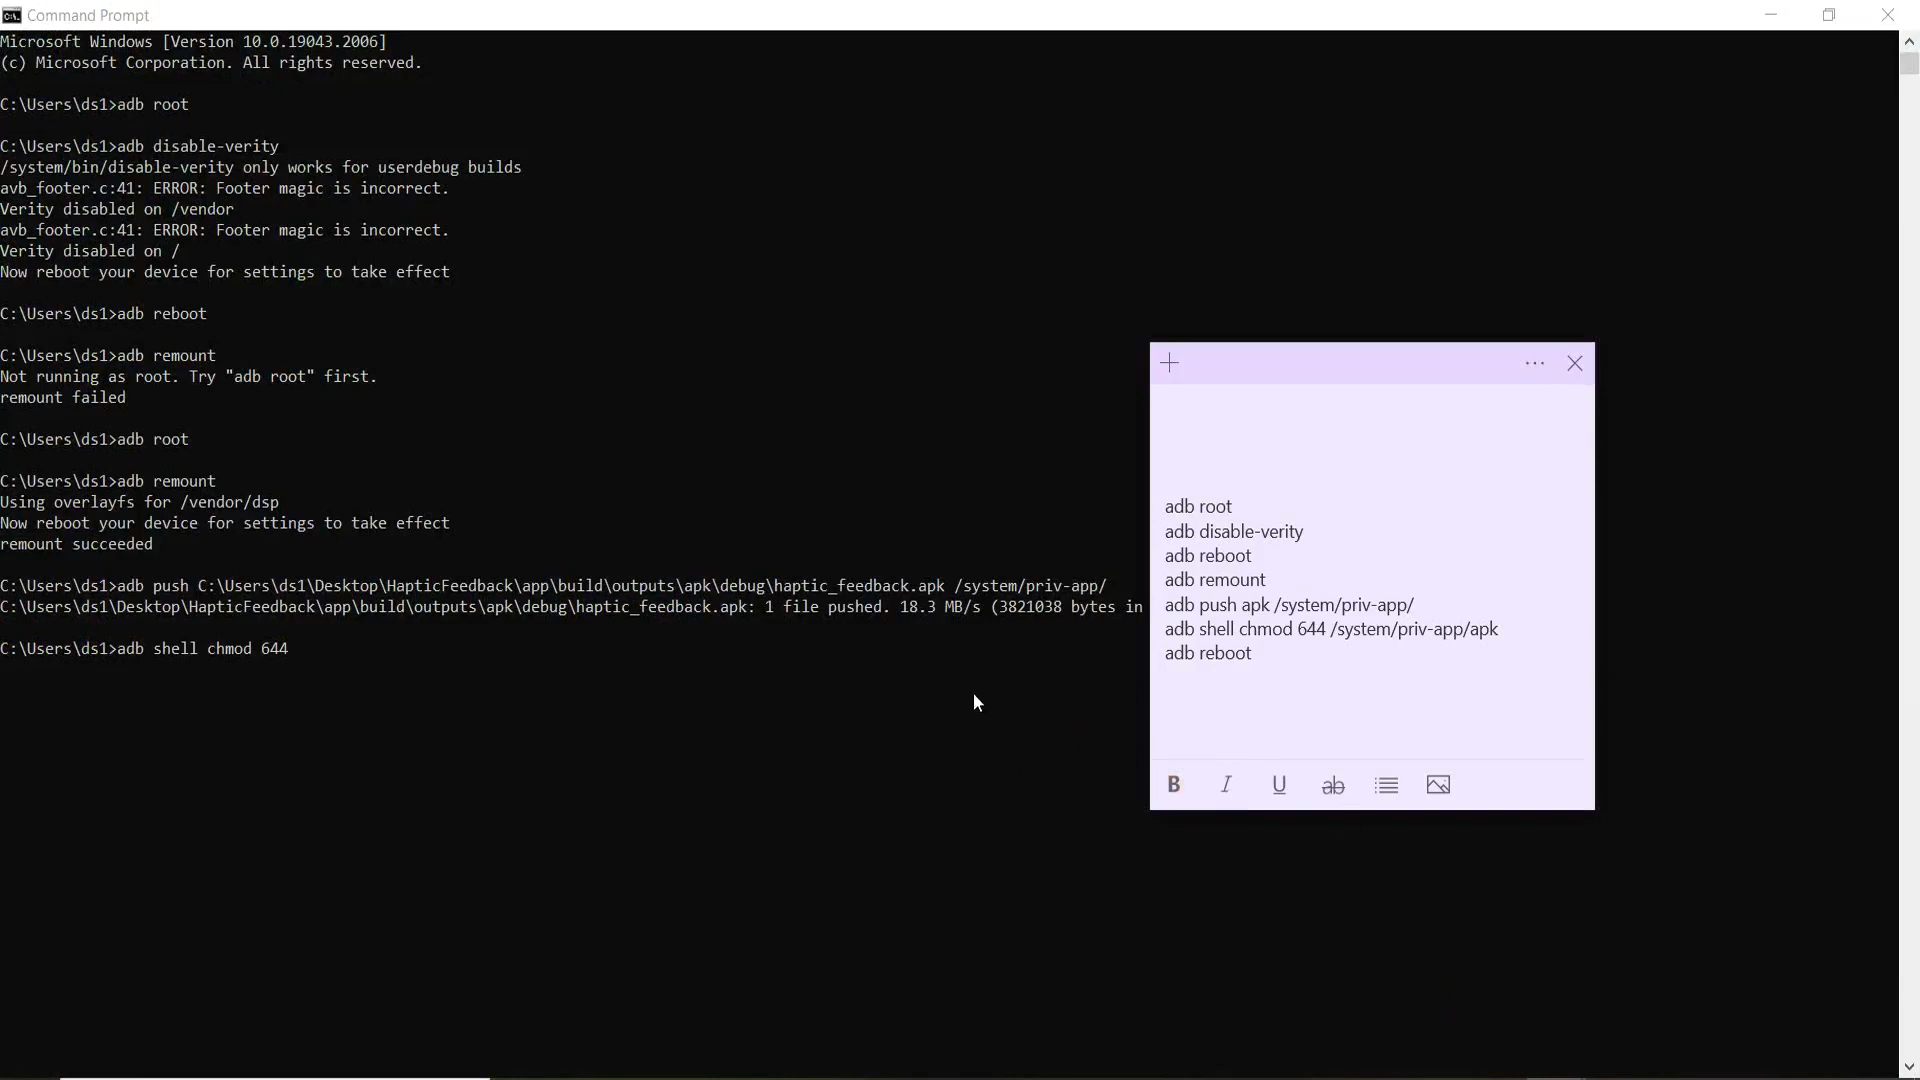 Command Prompt
Microsoft Windows [Version 10.0.19043.2006]
(c) Microsoft Corporation. All rights reserved.
C:\Users\ds1>adb root
C:\Users\ds1>adb disable-verity
/system/bin/disable-verity only works for userdebug builds
avb_footer.c:41: ERROR: Footer magic is incorrect.
Verity disabled on /vendor
avb_footer.c:41: ERROR: Footer magic is incorrect.
Verity disabled on /
Now reboot your device for settings to take effect
C:\Users\ds1>adb reboot
C:\Users\ds1>adb remount
Not running as root. Try "adb root" first.
remount failed
C:\Users\ds1>adb root
C:\Users\ds1>adb remount
Using overlayfs for /vendor/dsp
Now reboot your device for settings to take effect
remount succeeded
C:\Users\ds1>adb push C:\Users\ds1\Desktop\HapticFeedback\app\build\outputs\apk\debug\haptic_feedback.apk /system/priv-app/
C:\Users\ds1\Desktop\HapticFeedback\app\build\outputs\apk\debug\haptic_feedback.apk: 1 file pushed. 18.3 MB/s (3821038 bytes in
C:\Users\ds1>adb shell chmod 644
adb root
adb disable-verity
adb reboot
adb remount
adb push apk /system/priv-app/
adb shell chmod 644 /system/priv-app/apk
adb reboot
B I U ab